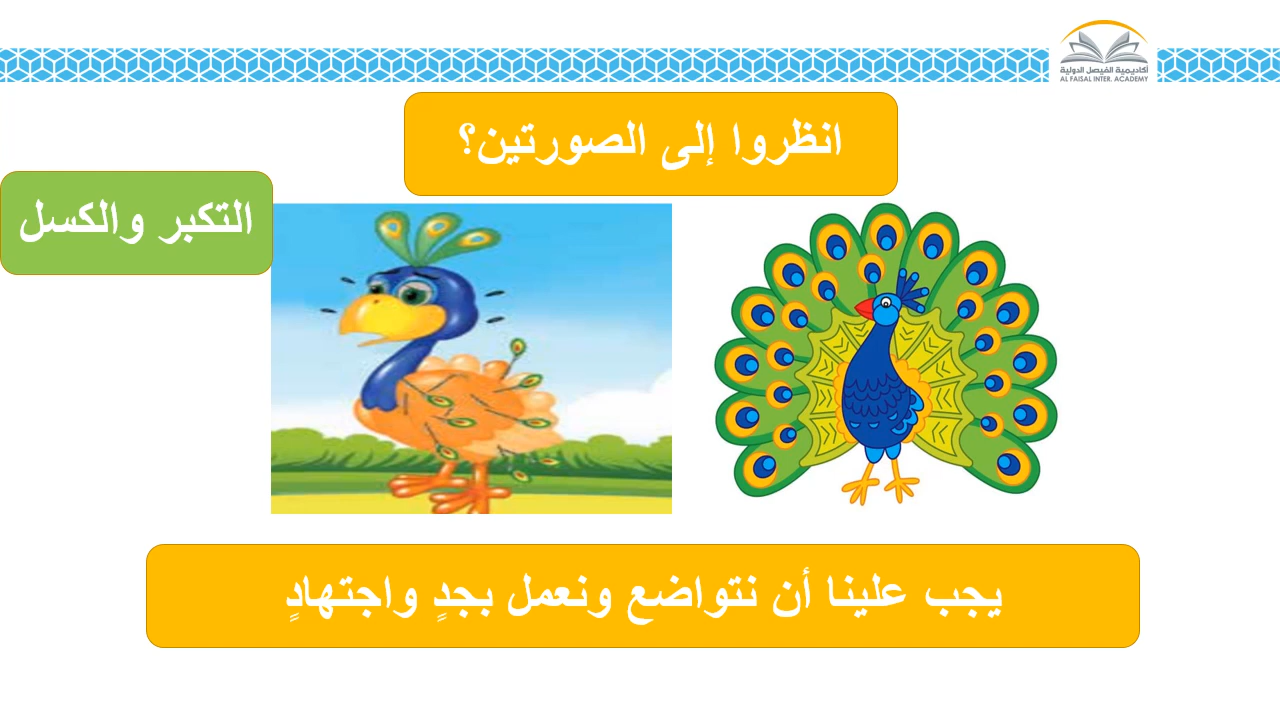 أكاديمية الفيصل الدولية
AL FAISAL INTER. ACADEMY
انظروا إلى الصورتين؟
التكبر والكسل
يجب علينا أن نتواضع ونعمل بجدٍ واجتهادٍ